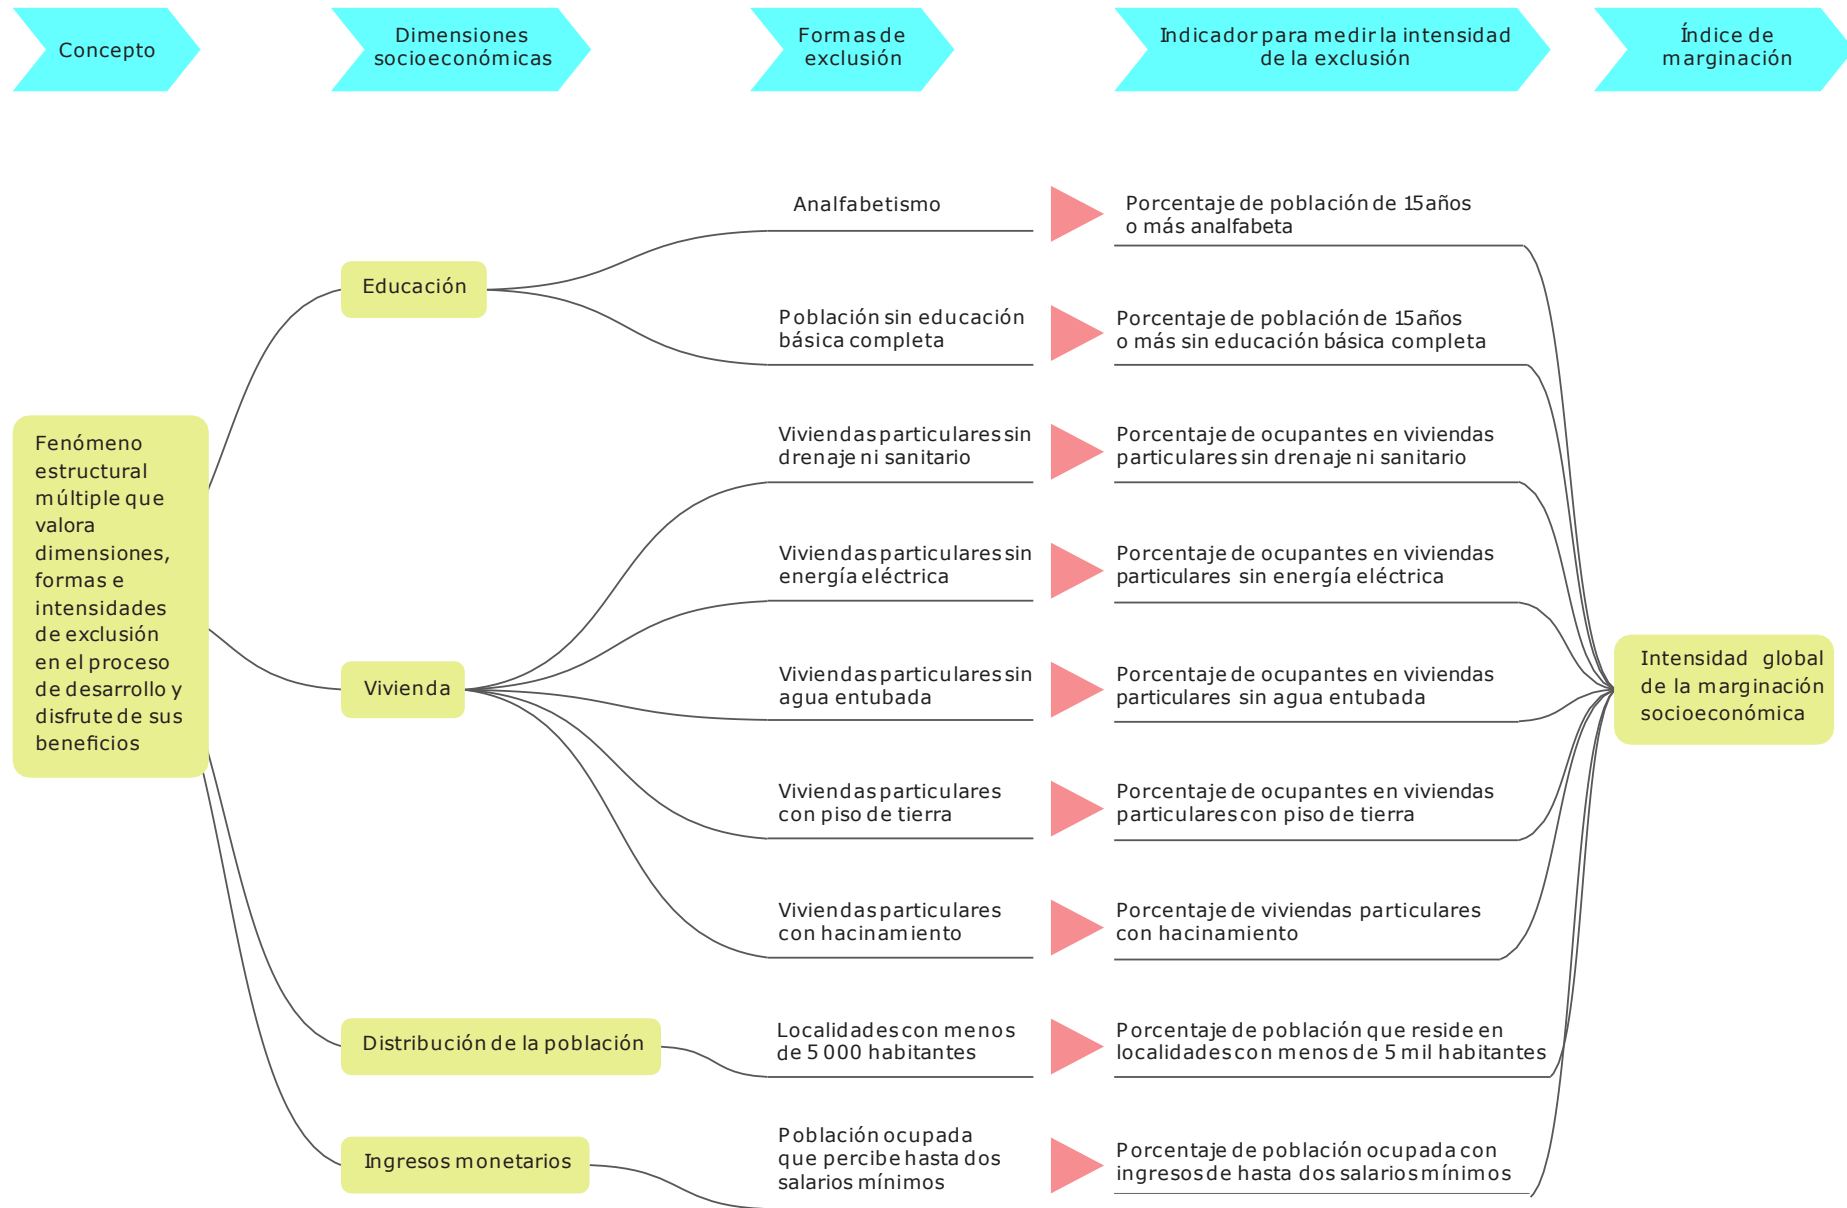 Concepto
Dimensiones
socioeconómicas
Formas de
exclusión
Indicador para medir la intensidad
de la exclusión
Índice de
marginación
Fenómeno
estructural
múltiple que
valora
dimensiones,
formas e
intensidades
de exclusión
en el proceso
de desarrollo y
disfrute de sus
beneficios
Educación
Analfabetismo
Porcentaje de población de 15 años
o más analfabeta
Población sin educación
básica completa
Porcentaje de población de 15 años
o más sin educación básica completa
Vivienda
Viviendas particulares sin
drenaje ni sanitario
Porcentaje de ocupantes en viviendas
particulares sin drenaje ni sanitario
Viviendas particulares sin
energía eléctrica
Porcentaje de ocupantes en viviendas
particulares sin energía eléctrica
Viviendas particulares sin
agua entubada
Porcentaje de ocupantes en viviendas
particulares sin agua entubada
Viviendas particulares
con piso de tierra
Porcentaje de ocupantes en viviendas
particulares con piso de tierra
Viviendas particulares
con hacinamiento
Porcentaje de viviendas particulares
con hacinamiento
Distribución de la población
Localidades con menos
de 5 000 habitantes
Porcentaje de población que reside en
localidades con menos de 5 mil habitantes
Ingresos monetarios
Población ocupada
que percibe hasta dos
salarios mínimos
Porcentaje de población ocupada con
ingresos de hasta dos salarios mínimos
Intensidad global
de la marginación
socioeconómica